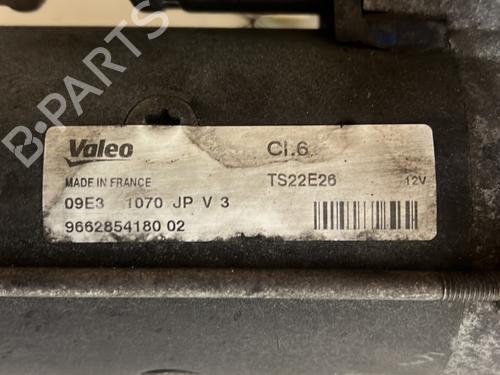 B-PARTS
Valeo
Cl.6
MADE IN FRANCE
TS22E26
12V
09E3 1070 JP V 3
9662854180 02